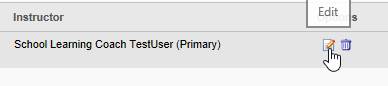 Edit
Instructor
School Learning Coach TestUser (Primary)